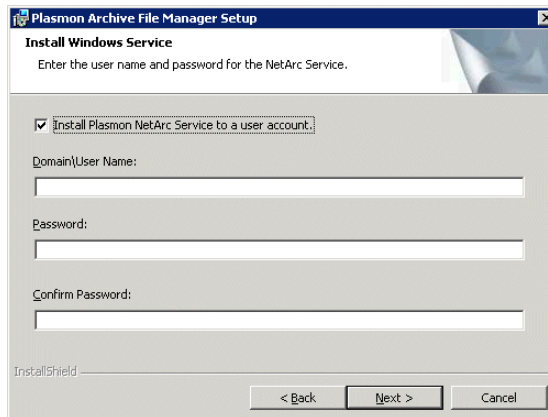 Plasmon Archive File Manager Setup
Install Windows Service
Enter the user name and password for the NetArc Service.
Install Plasmon NetArc Service to a user account.
Domain\User Name:
Password:
Confirm Password:
InstallShield
< Back
Next >
Cancel